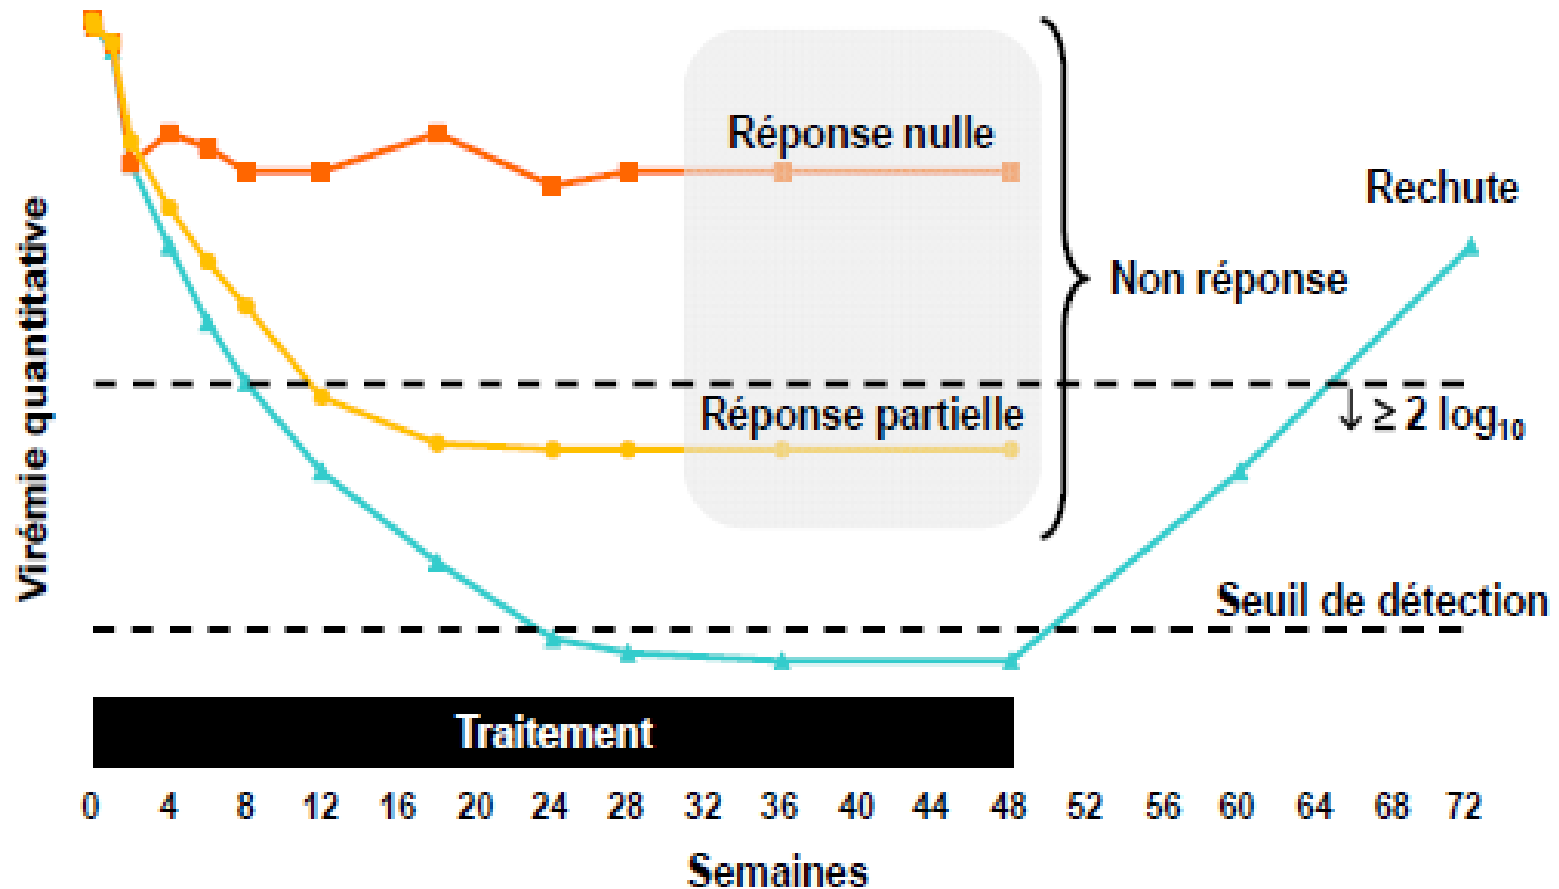 Réponse nulle
Rechute
Non réponse
Virémie quantitative
Réponse partielle
↓ ≥ 2 log₁₀
Seuil de détection
Traitement
0 4 8 12 16 20 24 28 32 36 40 44 48 52 56 60 64 68 72
Semaines